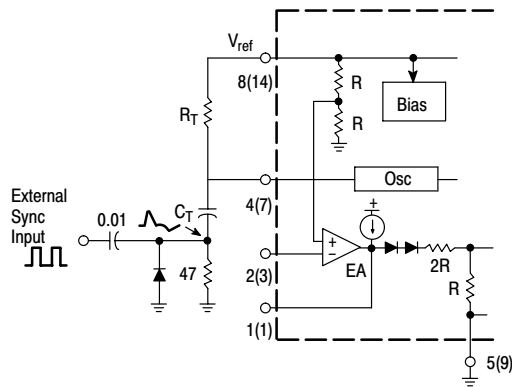 Vref
8(14)
R
Bias
RT
R
Osc
4(7)
External
Sync
Input
0.01
CT
+
+
−
EA
2R
2(3)
47
R
1(1)
5(9)